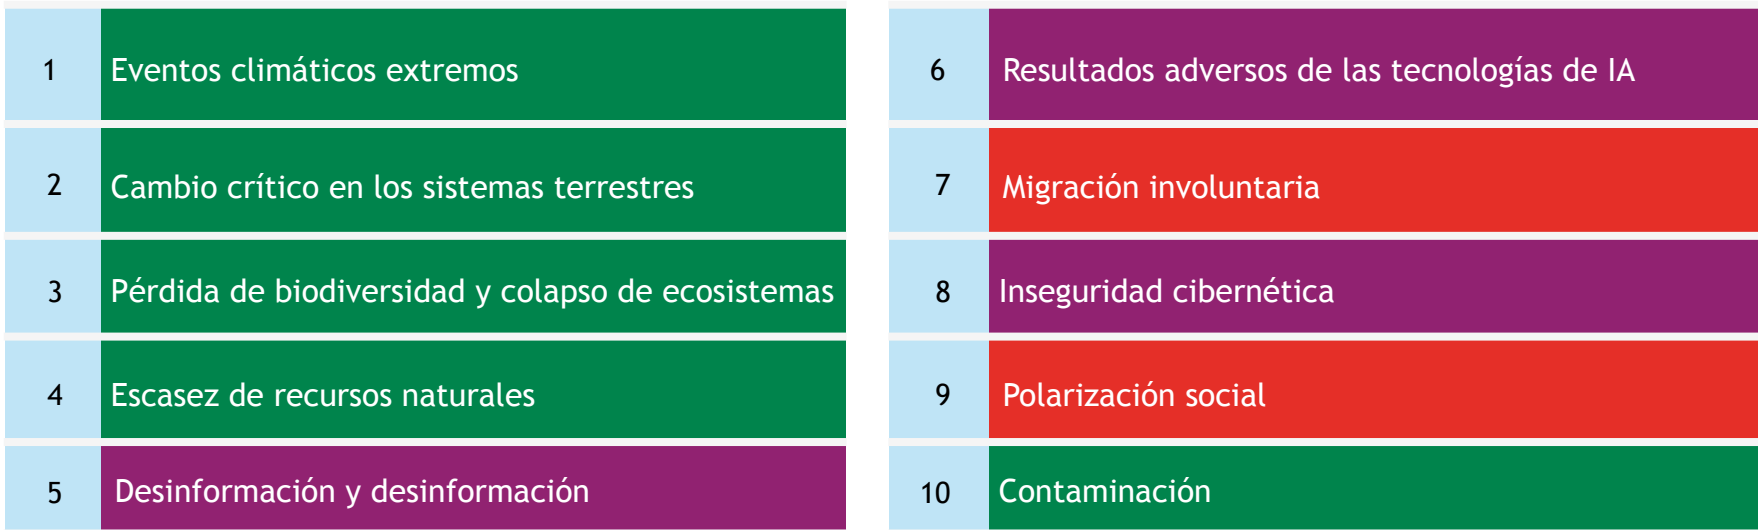 1 Eventos climáticos extremos
2 Cambio crítico en los sistemas terrestres
3 Pérdida de biodiversidad y colapso de ecosistemas
4 Escasez de recursos naturales
5 Desinformación y desinformación
6 Resultados adversos de las tecnologías de IA
7 Migración involuntaria
8 Inseguridad cibernética
9 Polarización social
10 Contaminación